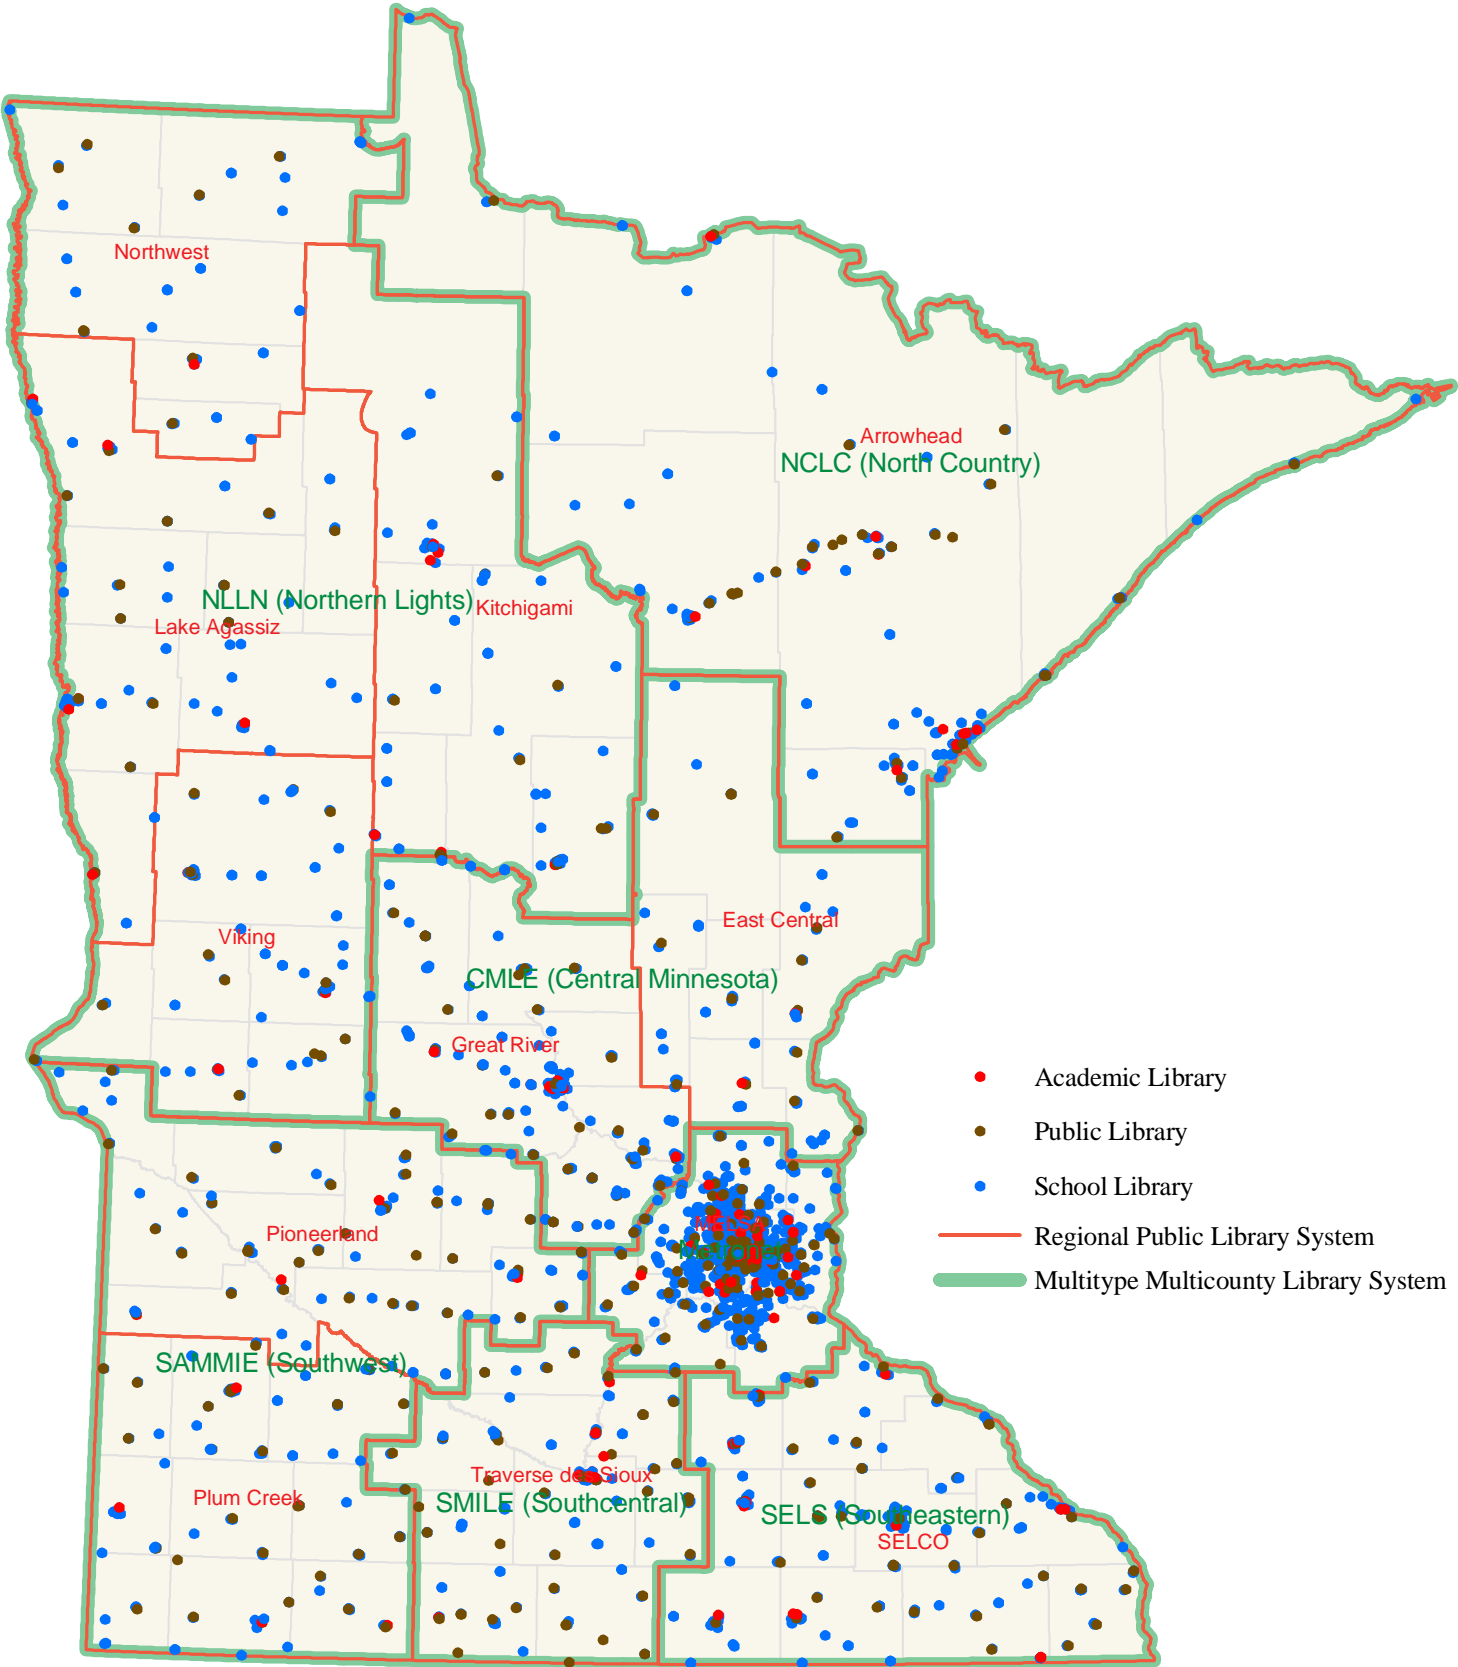 Northwest
Arrowhead
NCLC (North Country)
NLLN (Northern Lights)
Kitchigami
Lake Agassiz
East Central
Viking
CMLE (Central Minnesota)
Great River
Academic Library
Public Library
School Library
Regional Public Library System
Multitype Multicounty Library System
Pioneerland
SAMMIE (Southwest)
Traverse des Sioux
Plum Creek
SMILE (Southcentral)
SELS (Southeastern)
SELCO